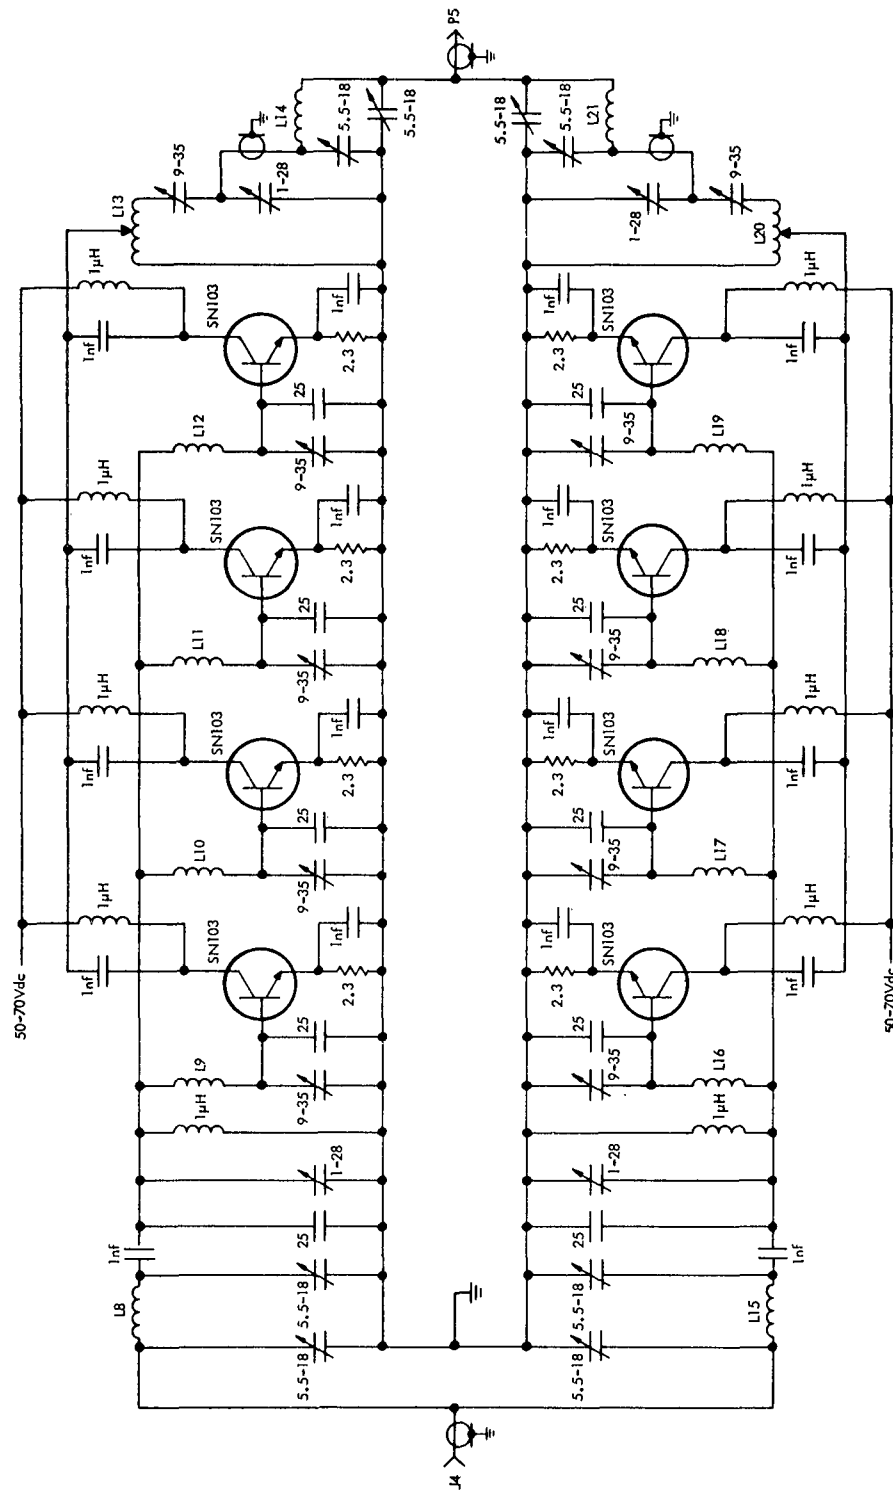 50-70Vdc
1nf
1µH
1nf
1µH
1nf
1µH
1nf
1µH
L8
1nf
L13
9-35
1µH
L9
L10
L11
L12
SN103
SN103
SN103
SN103
1-28
L14
5.5-18
5.5-18
25
1-28
9-35
25
2.3
1nf
9-35
25
2.3
1nf
9-35
25
2.3
1nf
9-35
25
2.3
1nf
5.5-18
5.5-18
J4
P5
5.5-18
5.5-18
25
1-28
9-35
25
2.3
1nf
9-35
25
2.3
1nf
9-35
25
2.3
1nf
9-35
25
2.3
1nf
5.5-18
5.5-18
SN103
SN103
SN103
SN103
L21
1-28
9-35
1µH
L16
L17
L18
L19
L15
1nf
L20
1nf
1µH
1nf
1µH
1nf
1µH
1nf
1µH
50-70Vdc